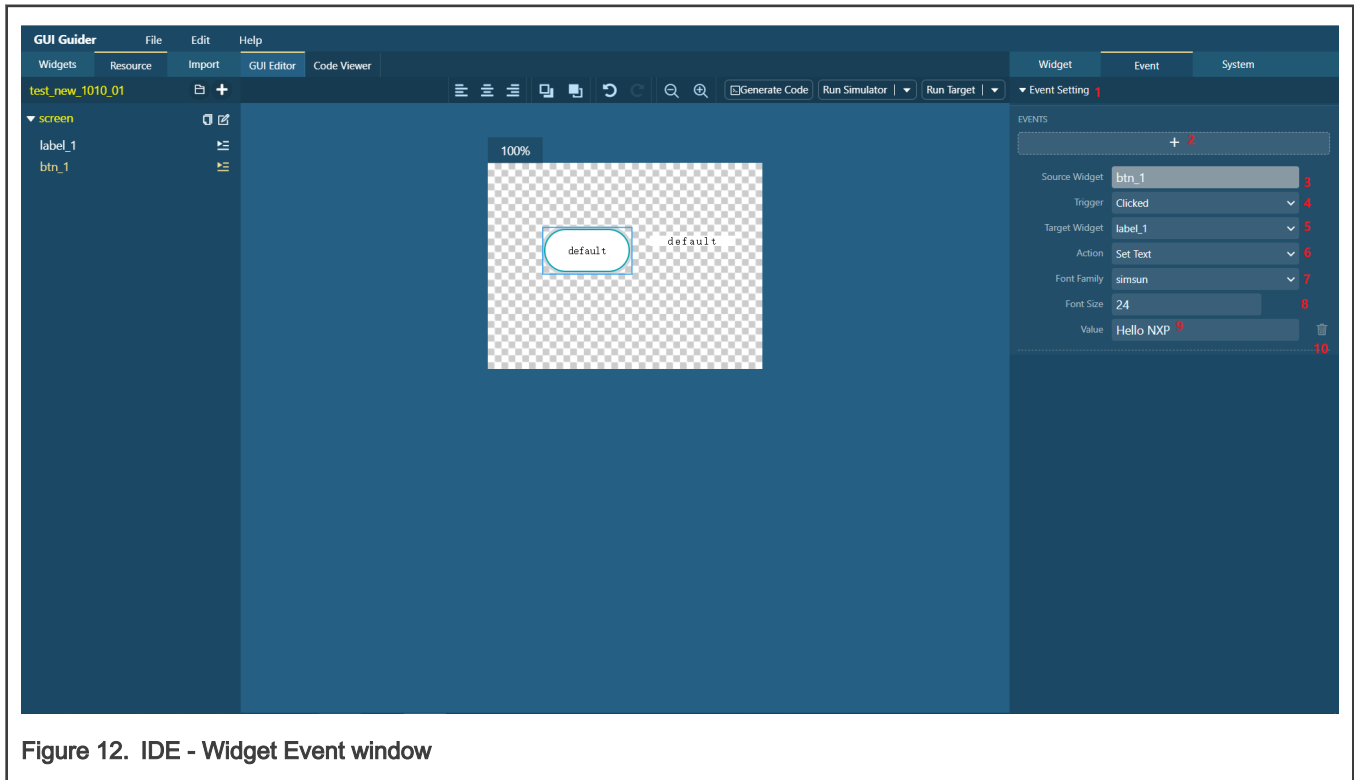 GUI Guider File Edit Help
Widgets Resource Import GUI Editor Code Viewer Widget Event System
test_new_1010_01 Generate Code Run Simulator Run Target Event Setting 1
screen EVENTS
label_1 100% + 2
btn_1
Source Widget btn_1 3
Trigger Clicked 4
Target Widget label_1 5
default default
Action Set Text 6
Font Family simsun 7
Font Size 24 8
Value Hello NXP 9
10
Figure 12. IDE - Widget Event window